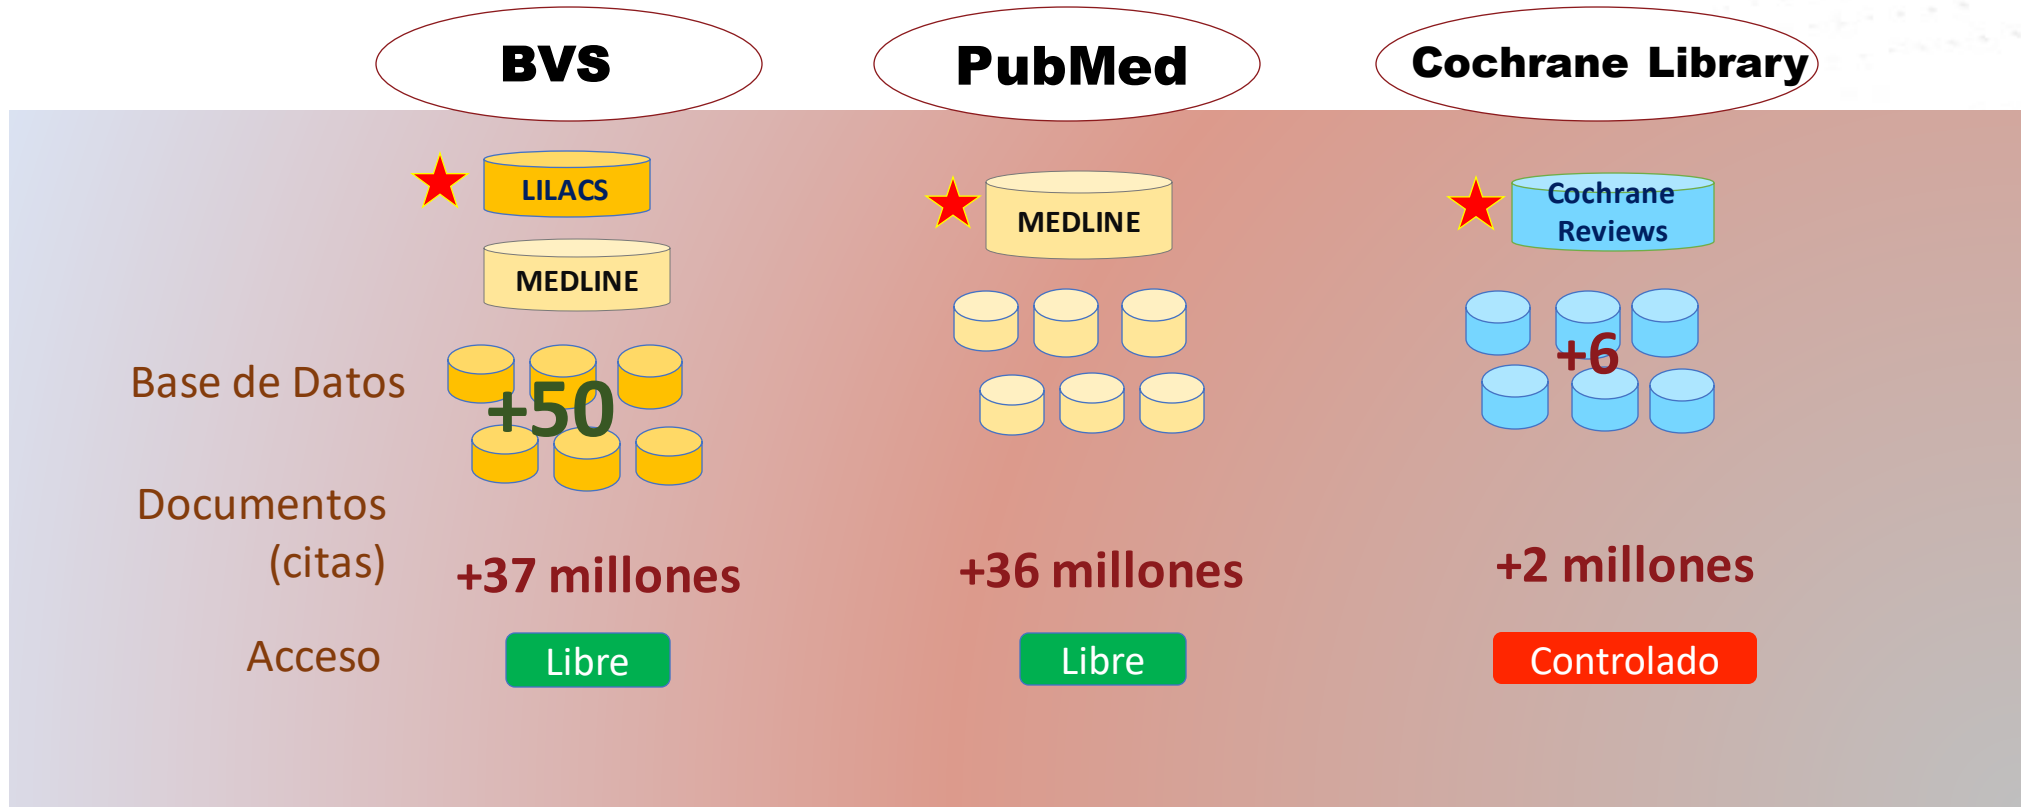 BVS
PubMed
Cochrane Library
LILACS
MEDLINE
MEDLINE
Cochrane
Reviews
Base de Datos
+50
+6
Documentos
(citas)
+37 millones
+36 millones
+2 millones
Acceso
Libre
Libre
Controlado